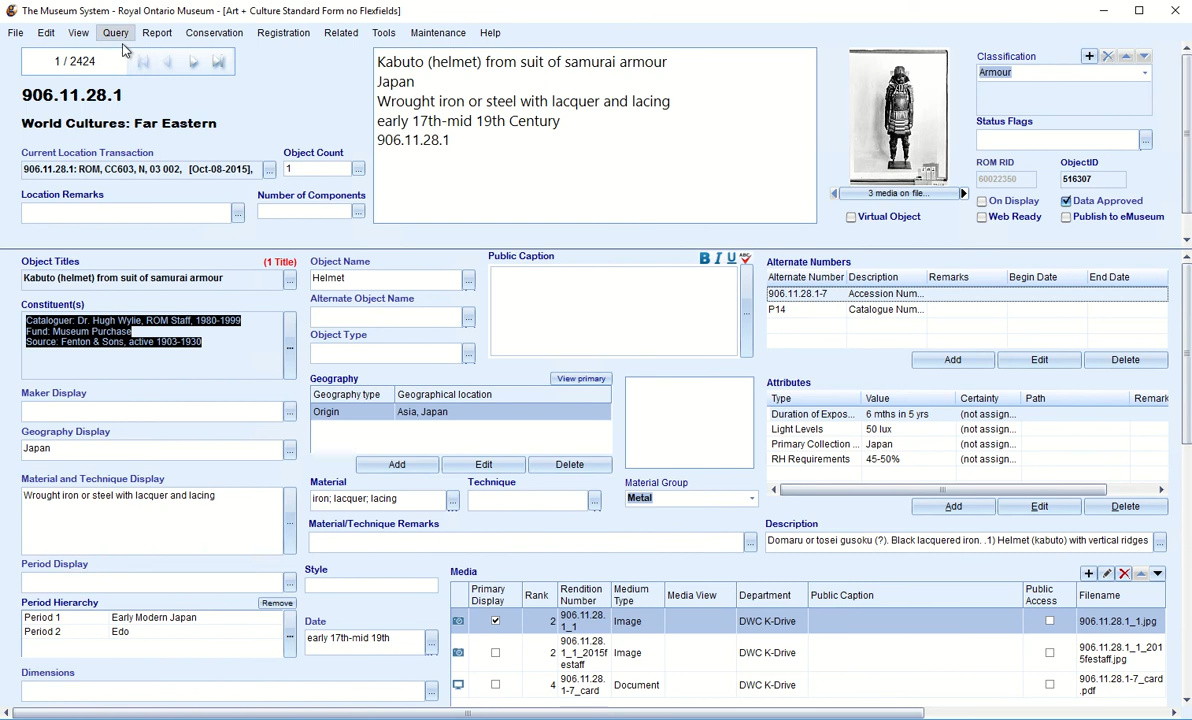 The Museum System - Royal Ontario Museum - [Art + Culture Standard Form no Flexfields]
File Edit View Query Report Conservation Registration Related Tools Maintenance Help
1 / 2424
906.11.28.1
World Cultures: Far Eastern
Current Location Transaction
906.11.28.1: ROM, CC603, N, 03 002, [Oct-08-2015],
Object Count
1
Location Remarks
Number of Components
Kabuto (helmet) from suit of samurai armour
Japan
Wrought iron or steel with lacquer and lacing
early 17th-mid 19th Century
906.11.28.1
3 media on file...
Virtual Object
Classification
Armour
Status Flags
ROM RID
60022350
ObjectID
516307
On Display
Data Approved
Web Ready
Publish to eMuseum
Object Titles (1 Title)
Kabuto (helmet) from suit of samurai armour
Constituent(s)
Cataloguer: Dr. Hugh Wylie, ROM Staff, 1980-1999
Fund: Museum Purchase
Source: Fenton & Sons, active 1903-1930
Maker Display
Geography Display
Japan
Material and Technique Display
Wrought iron or steel with lacquer and lacing
Period Display
Period Hierarchy Remove
Period 1 Early Modern Japan
Period 2 Edo
Dimensions
Object Name
Helmet
Alternate Object Name
Object Type
Public Caption B I U ABC
Geography View primary
Geography type Geographical location
Origin Asia, Japan
Add Edit Delete
Material
iron; lacquer; lacing
Technique
Material Group
Metal
Material/Technique Remarks
Style
Date
early 17th-mid 19th
Alternate Numbers
Alternate Number Description Remarks Begin Date End Date
906.11.28.1-7 Accession Num...
P14 Catalogue Num...
Add Edit Delete
Attributes
Type Value Certainty Path Remark
Duration of Expos... 6 mths in 5 yrs (not assign...
Light Levels 50 lux (not assign...
Primary Collection ... Japan (not assign...
RH Requirements 45-50% (not assign...
Add Edit Delete
Description
Domaru or tosei gusoku (?). Black lacquered iron. .1) Helmet (kabuto) with vertical ridges
Media
Primary Display Rank Rendition Number Medium Type Media View Department Public Caption Public Access Filename
2 906.11.28.1_1 Image DWC K-Drive 906.11.28.1_1.jpg
2 906.11.28.1_1_2015festaff Image DWC K-Drive 906.11.28.1_1_2015festaff.jpg
4 906.11.28.1-7_card Document DWC K-Drive 906.11.28.1-7_card.pdf